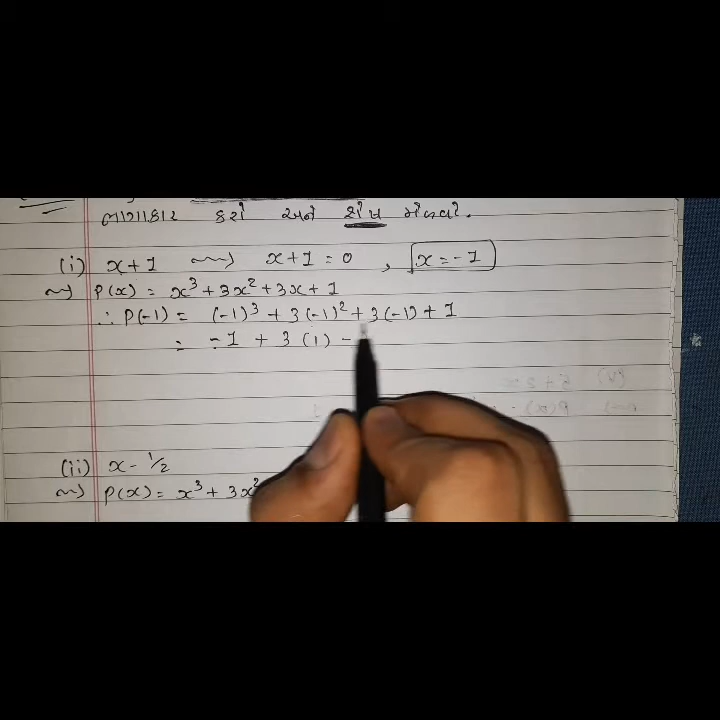 ભાગાકાર કરો અને શેષ મેળવો.
(i) x+1 ⟿ x+1 = 0 , x = -1
⟿ P(x) = x³ + 3x² + 3x + 1
∴ P(-1) = (-1)³ + 3(-1)² + 3(-1) + 1
= -1 + 3 (1) -
(ii) x - 1/2
⟿ P(x) = x³ + 3x²